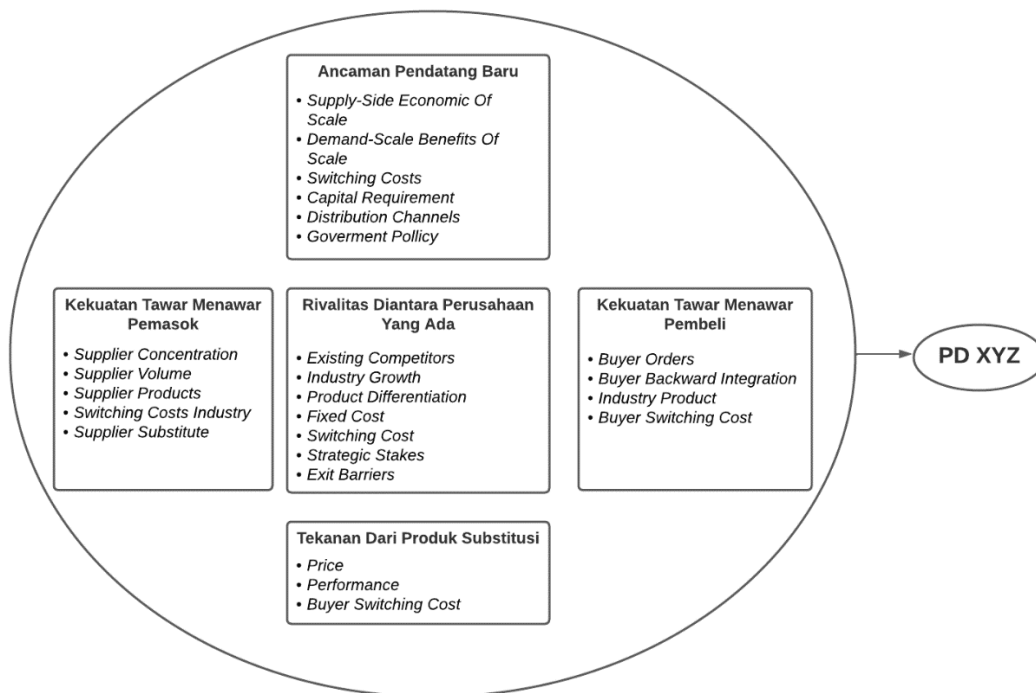 Ancaman Pendatang Baru
• Supply-Side Economic Of
Scale
• Demand-Scale Benefits Of
Scale
• Switching Costs
• Capital Requirement
• Distribution Channels
• Goverment Pollicy
Kekuatan Tawar Menawar
Pemasok
• Supplier Concentration
• Supplier Volume
• Supplier Products
• Switching Costs Industry
• Supplier Substitute
Rivalitas Diantara Perusahaan
Yang Ada
• Existing Competitors
• Industry Growth
• Product Differentiation
• Fixed Cost
• Switching Cost
• Strategic Stakes
• Exit Barriers
Kekuatan Tawar Menawar
Pembeli
• Buyer Orders
• Buyer Backward Integration
• Industry Product
• Buyer Switching Cost
PD XYZ
Tekanan Dari Produk Substitusi
• Price
• Performance
• Buyer Switching Cost